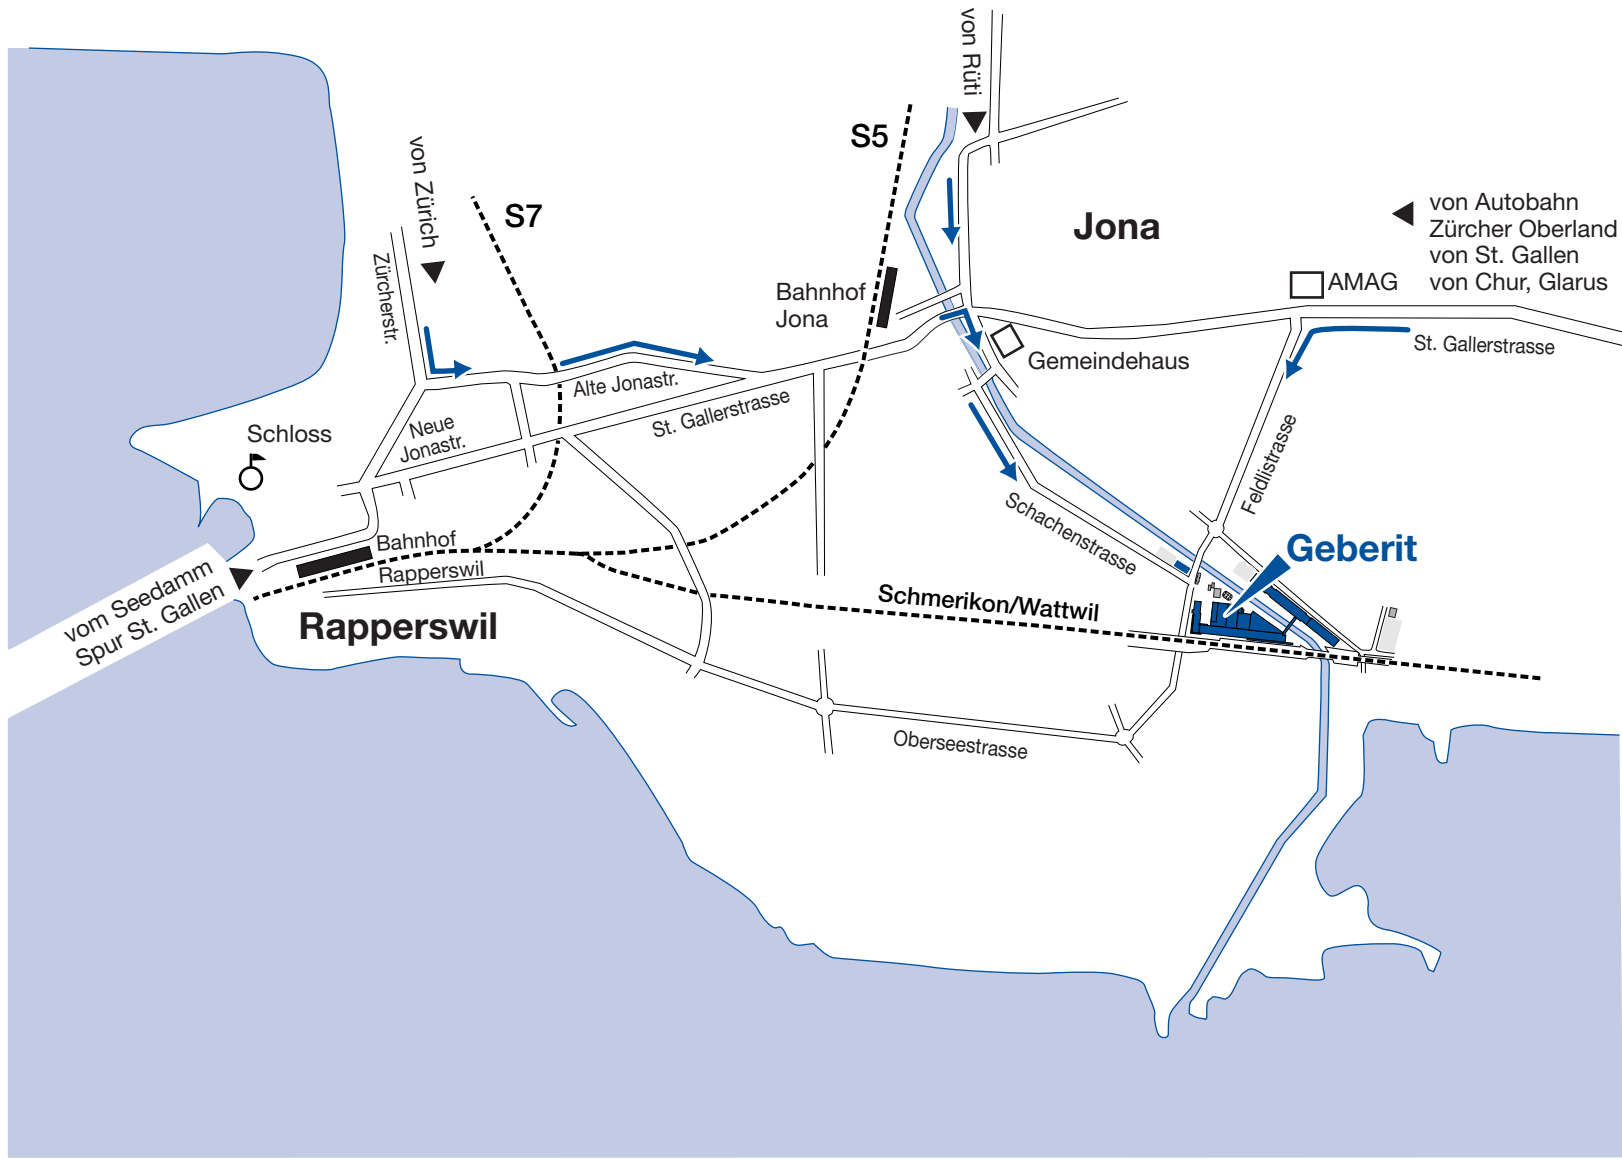 von Rüti
S5
von Zürich
S7
Jona
von Autobahn
Zürcher Oberland
von St. Gallen
von Chur, Glarus
AMAG
Zürcherstr.
Bahnhof
Jona
Gemeindehaus
St. Gallerstrasse
Alte Jonastr.
St. Gallerstrasse
Neue
Jonastr.
Schloss
Feldlistrasse
Schachenstrasse
Geberit
Bahnhof
Rapperswil
vom Seedamm
Spur St. Gallen
Rapperswil
Schmerikon/Wattwil
Oberseestrasse